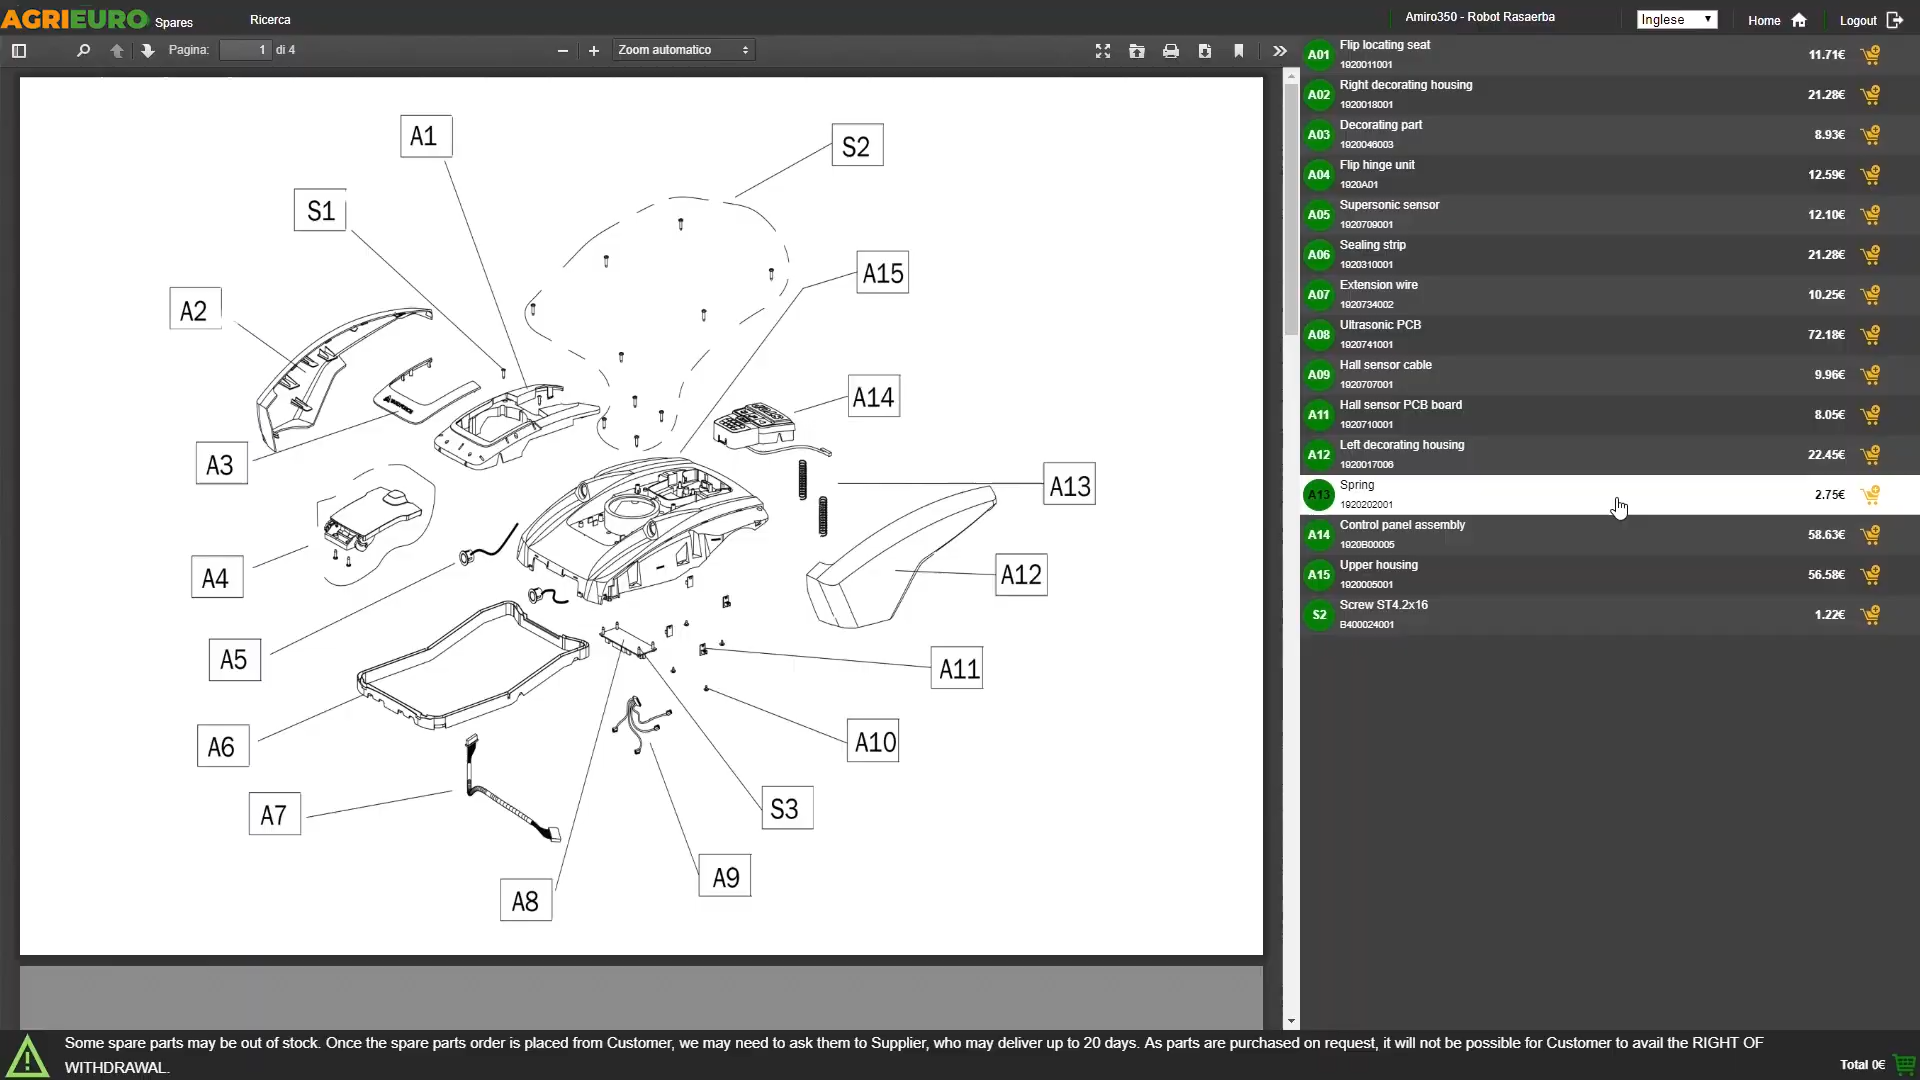 AGRIEURO Spares
Ricerca
Amiro350 - Robot Rasaerba
Inglese
Home
Logout
Pagina:
1
di 4
Zoom automatico
A1
S2
S1
A15
A2
A14
A3
A13
A4
A12
A5
A11
A6
A10
A7
S3
A9
A8
A01
Flip locating seat
1920011001
11.71€
A02
Right decorating housing
1920018001
21.28€
A03
Decorating part
1920046003
8.93€
A04
Flip hinge unit
1920A01
12.59€
A05
Supersonic sensor
1920709001
12.10€
A06
Sealing strip
1920310001
21.28€
A07
Extension wire
1920734002
10.25€
A08
Ultrasonic PCB
1920741001
72.18€
A09
Hall sensor cable
1920707001
9.96€
A11
Hall sensor PCB board
1920710001
8.05€
A12
Left decorating housing
1920017006
22.45€
A13
Spring
1920202001
2.75€
A14
Control panel assembly
1920B00005
58.63€
A15
Upper housing
1920005001
56.58€
S2
Screw ST4.2x16
B400024001
1.22€
Some spare parts may be out of stock. Once the spare parts order is placed from Customer, we may need to ask them to Supplier, who may deliver up to 20 days. As parts are purchased on request, it will not be possible for Customer to avail the RIGHT OF
WITHDRAWAL.
Total 0€